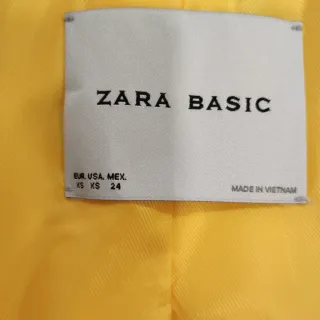 ZARA BASIC
EUR. USA. MEX.
XS XS 24
MADE IN VIETNAM